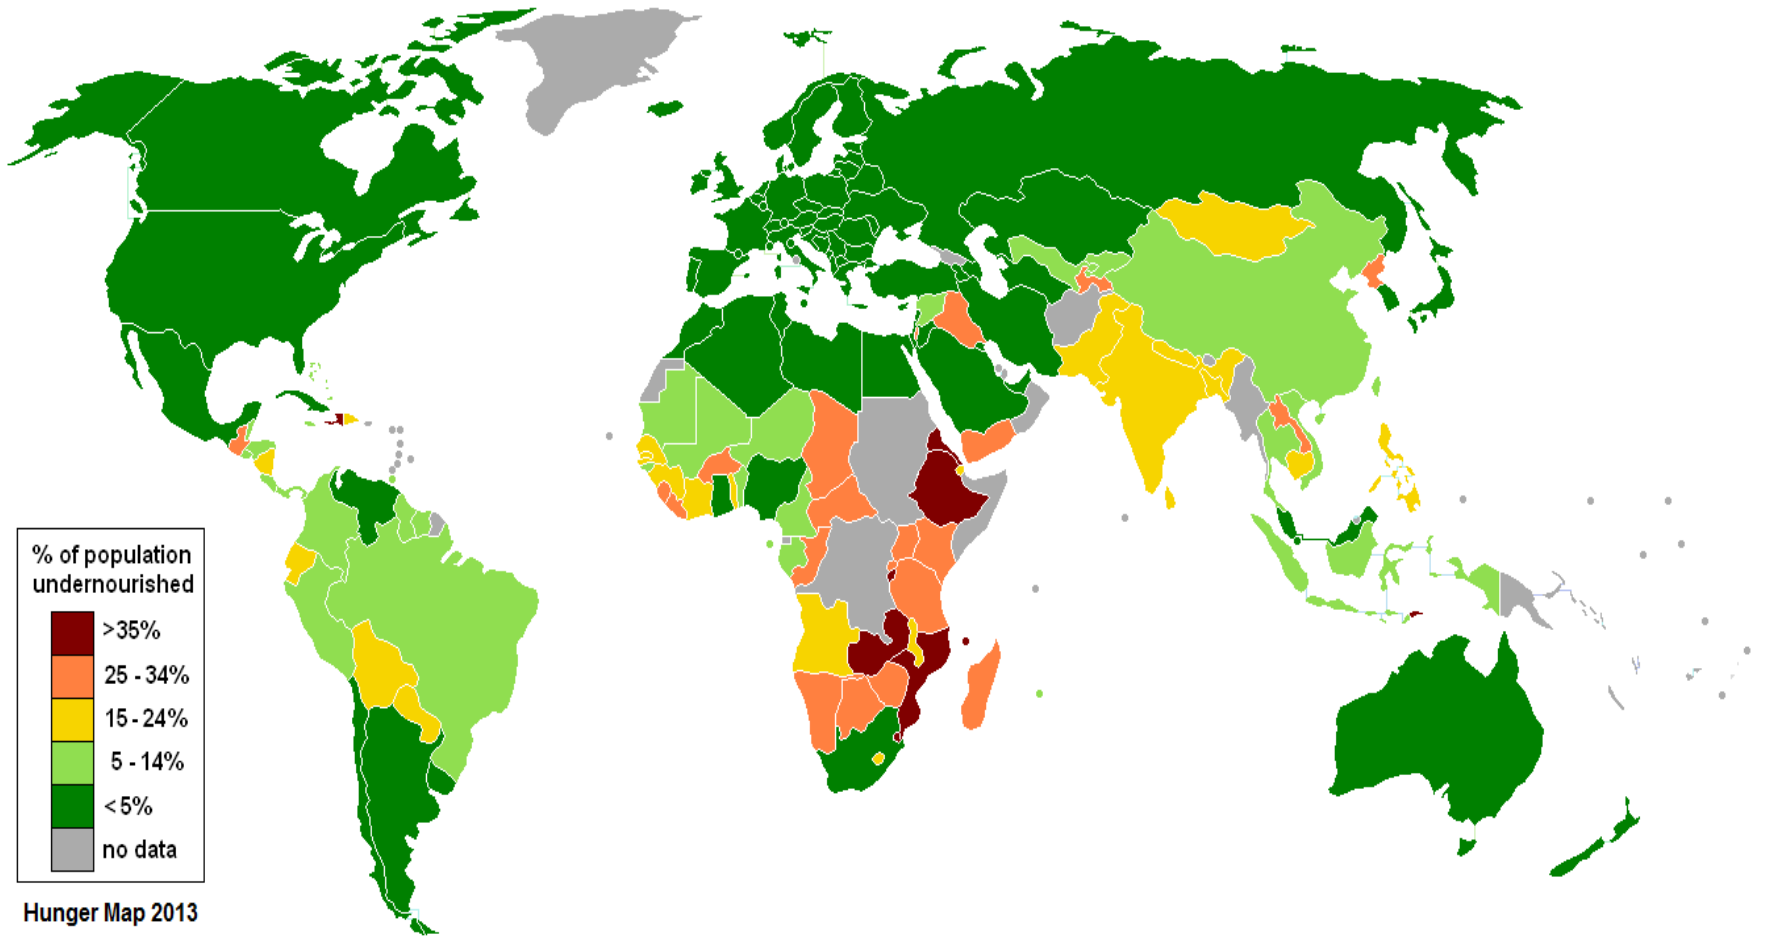 % of population
undernourished
>35%
25 - 34%
15 - 24%
5 - 14%
< 5%
no data
Hunger Map 2013